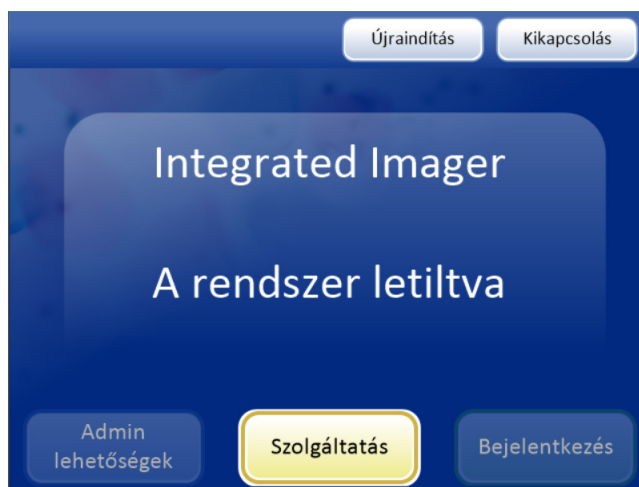 Újraindítás
Kikapcsolás
Integrated Imager
A rendszer letiltva
Admin
lehetőségek
Szolgáltatás
Bejelentkezés